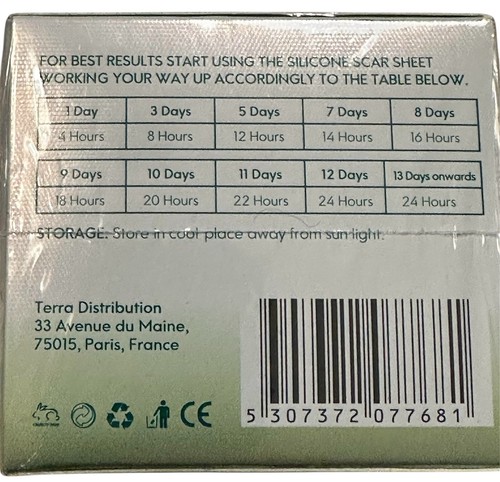 FOR BEST RESULTS START USING THE SILICONE SCAR SHEET
WORKING YOUR WAY UP ACCORDINGLY TO THE TABLE BELOW.
1 Day 3 Days 5 Days 7 Days 8 Days
4 Hours 8 Hours 12 Hours 14 Hours 16 Hours
9 Days 10 Days 11 Days 12 Days 13 Days onwards
18 Hours 20 Hours 22 Hours 24 Hours 24 Hours
STORAGE: Store in cool place away from sunlight.
Terra Distribution
33 Avenue du Maine,
75015, Paris, France
CE
5 307372 077681